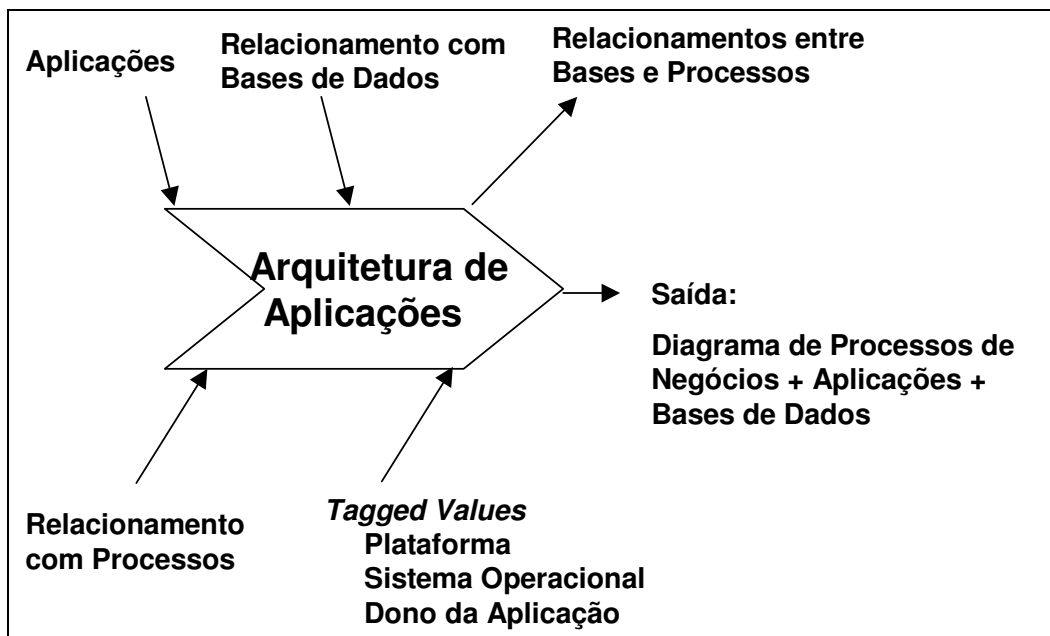 Aplicações
Relacionamento com
Bases de Dados
Relacionamentos entre
Bases e Processos
Arquitetura de
Aplicações
Saída:
Diagrama de Processos de
Negócios + Aplicações +
Bases de Dados
Relacionamento
com Processos
Tagged Values
Plataforma
Sistema Operacional
Dono da Aplicação